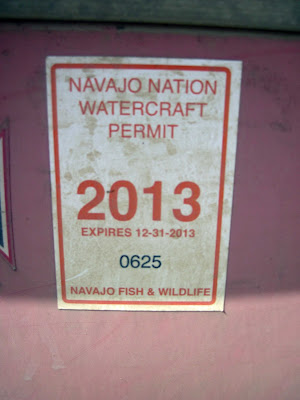 NAVAJO NATION
WATERCRAFT
PERMIT
2013
EXPIRES 12-31-2013
0625
NAVAJO FISH & WILDLIFE